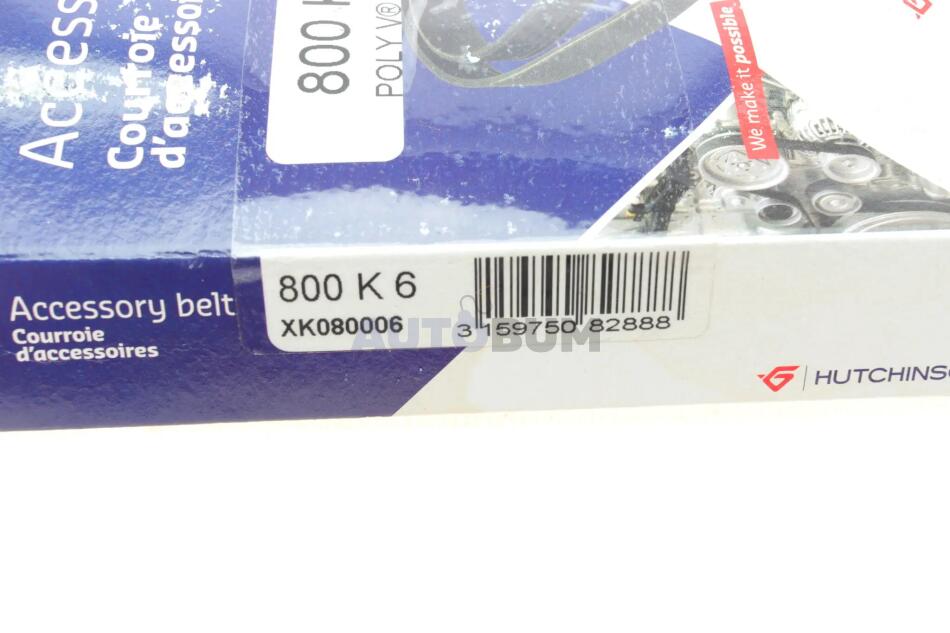 Access
Courroie
d'accessoi
800 K
POLY V®
We make it possible
Accessory belt
Courroie
d'accessoires
800 K 6
XK080006
3 159750 82888
AUTOBUM
HUTCHINS